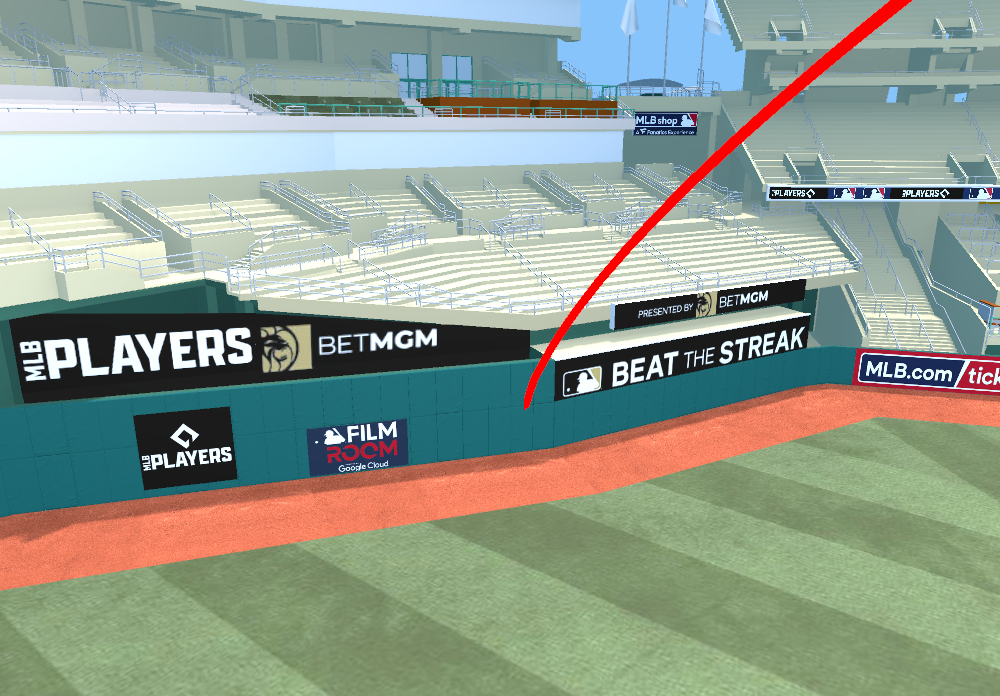 MLB shop
A Fanatics Experience
PLAYERS
PLAYERS
PRESENTED BY BETMGM
MLB PLAYERS BETMGM
BEAT THE STREAK
MLB.com/tick
MLB PLAYERS
FILM
ROOM
Google Cloud